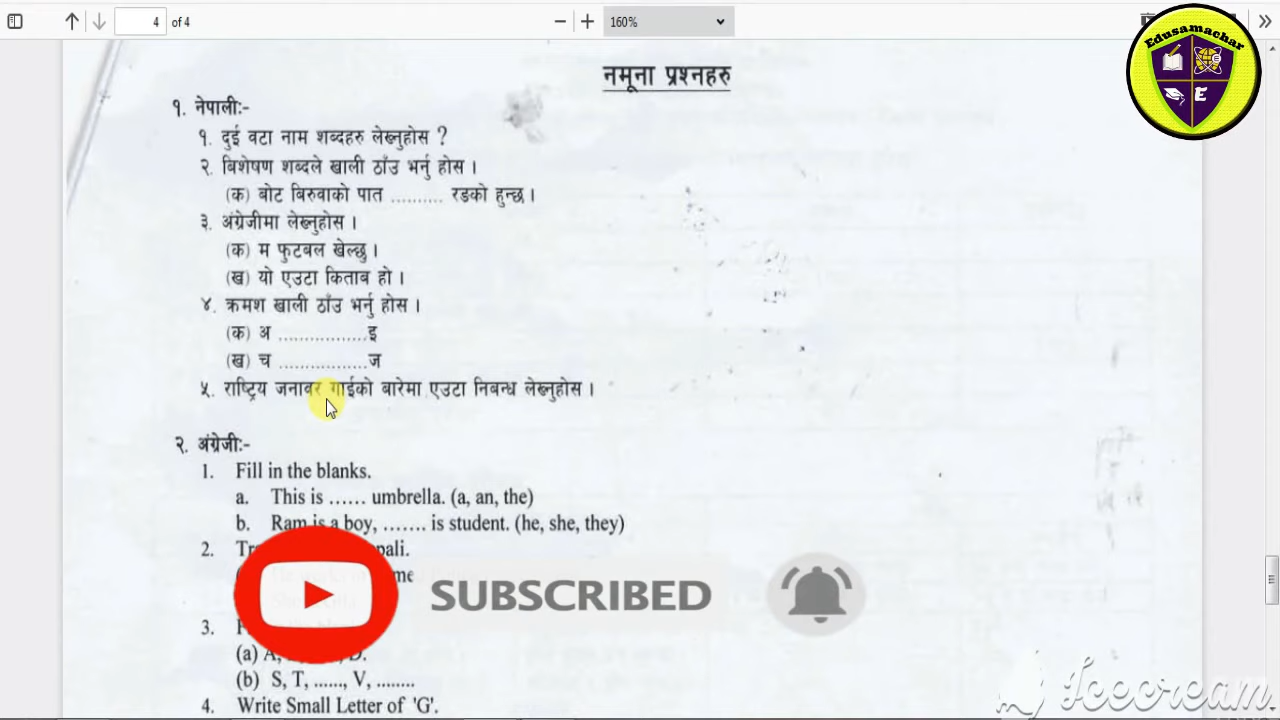 4 of 4
160%
Edusamachar
E
नमूना प्रश्नहरु
१. नेपालीः-
१. दुई वटा नाम शब्दहरु लेख्नुहोस ?
२. बिशेषण शब्दले खाली ठाँउ भर्नु होस ।
(क) बोट बिरुवाको पात .......... रडको हुन्छ ।
३. अंग्रेजीमा लेख्नुहोस ।
(क) म फुटबल खेल्छु ।
(ख) यो एउटा किताब हो ।
४. क्रमश खाली ठाँउ भर्नु होस ।
(क) अ .................इ
(ख) च .................ज
५. राष्ट्रिय जनावर गाईको बारेमा एउटा निबन्ध लेख्नुहोस ।
२. अंग्रेजीः-
1. Fill in the blanks.
a. This is ...... umbrella. (a, an, the)
b. Ram is a boy, ....... is student. (he, she, they)
2.
SUBSCRIBED
3.
(a) A, D.
(b) S, T, ......, V, ........
4. Write Small Letter of 'G'.
Icecream